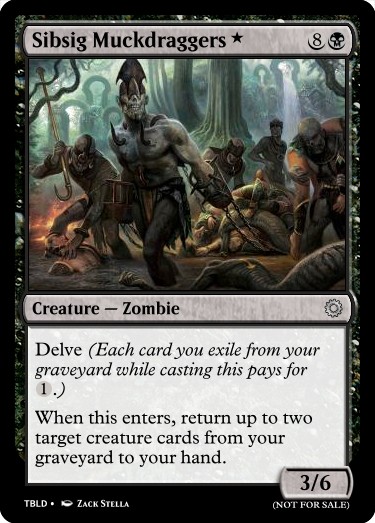 Sibsig Muckdraggers ★ 8
Creature — Zombie
Delve (Each card you exile from your
graveyard while casting this pays for
1.)
When this enters, return up to two
target creature cards from your
graveyard to your hand.
3/6
TBLD • Zack Stella
(NOT FOR SALE)